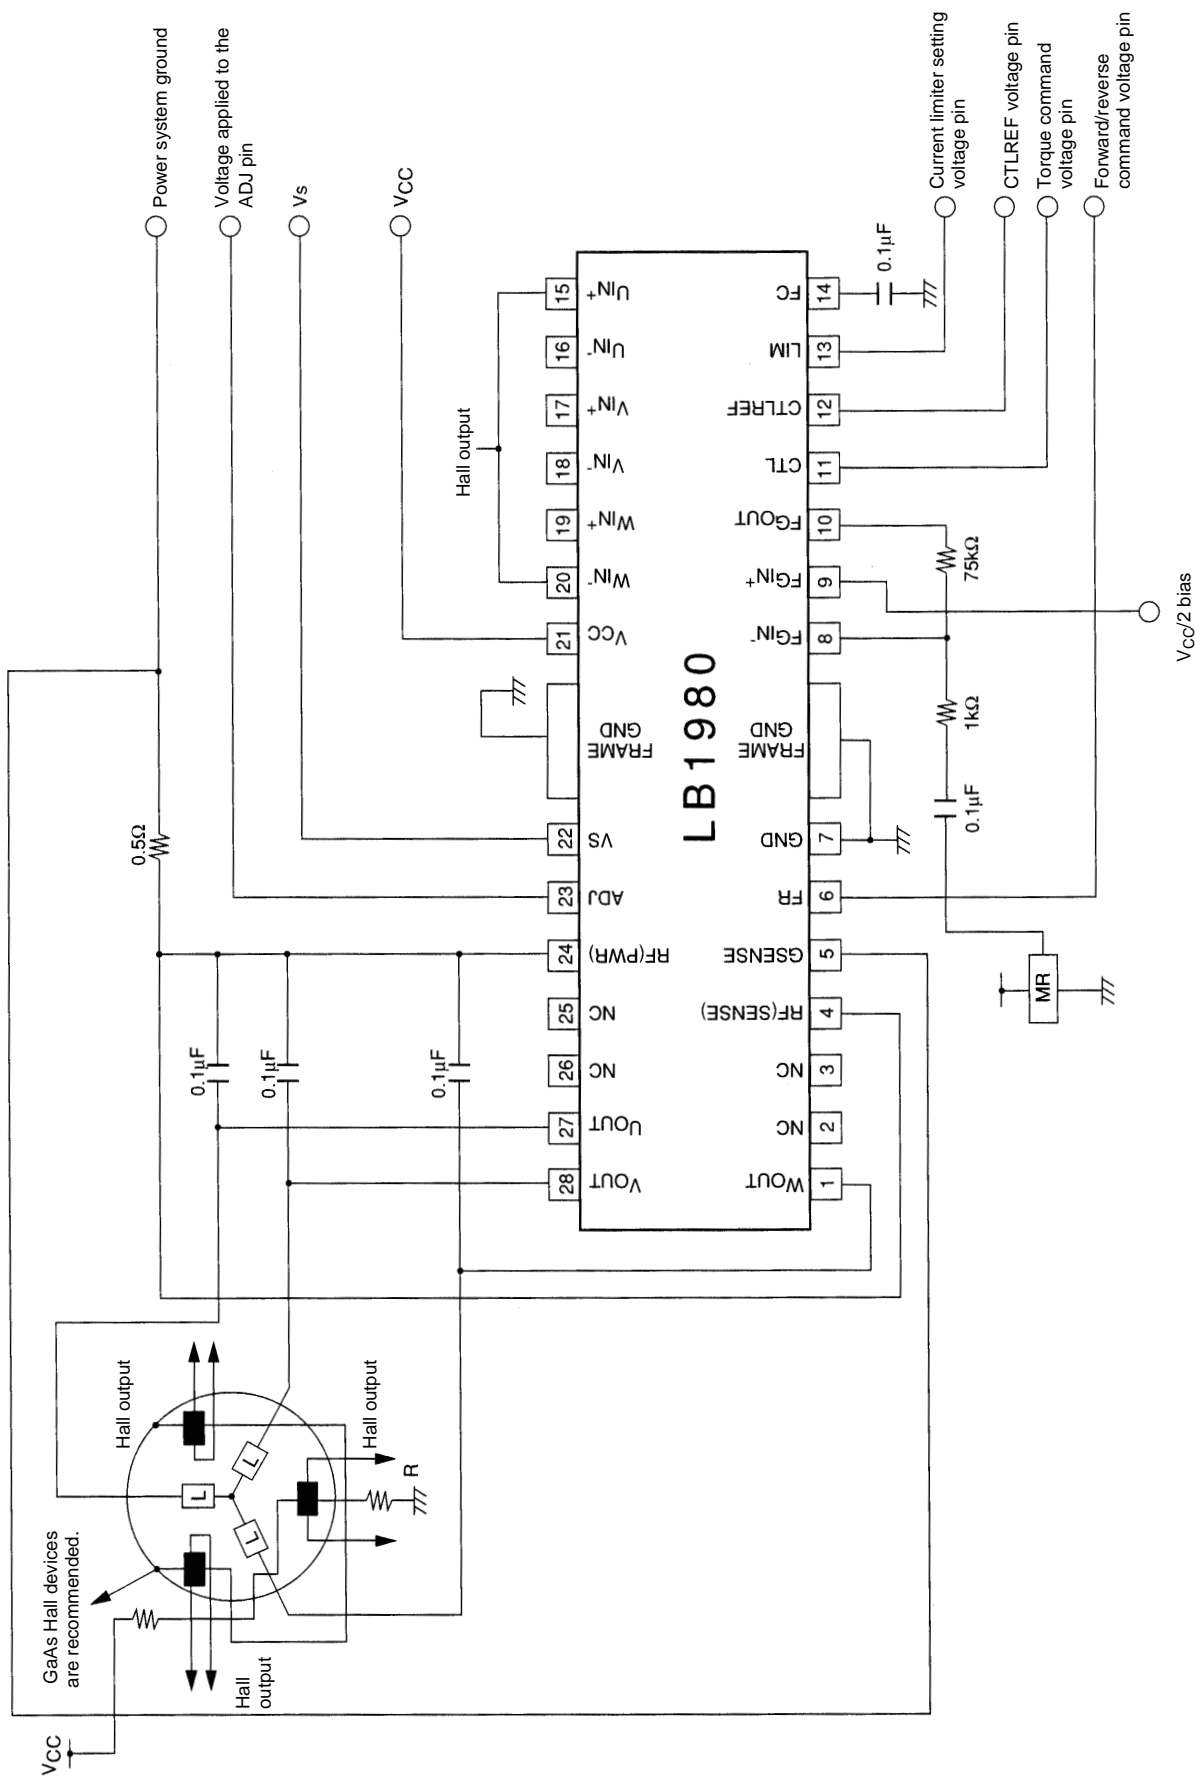 Power system ground
Voltage applied to the
ADJ pin
Vs
VCC
Current limiter setting
voltage pin
CTLREF voltage pin
Torque command
voltage pin
Forward/reverse
command voltage pin
15
UIN+
16
UIN-
17
VIN+
18
VIN-
19
WIN+
20
WIN-
21
VCC
FRAME
GND
22
VS
23
ADJ
24
RF(PWR)
25
NC
26
NC
27
UOUT
28
VOUT
LB1980
14
FC
13
LIM
12
CTLREF
11
CTL
10
FGOUT
9
FGIN+
8
FGIN-
FRAME
GND
7
GND
6
FR
5
GSENSE
4
RF(SENSE)
3
NC
2
NC
1
WOUT
Hall output
0.1µF
75kΩ
VCC/2 bias
1kΩ
0.1µF
MR
0.5Ω
0.1µF
0.1µF
0.1µF
Hall output
Hall output
R
L
L
L
GaAs Hall devices
are recommended.
Hall
output
VCC